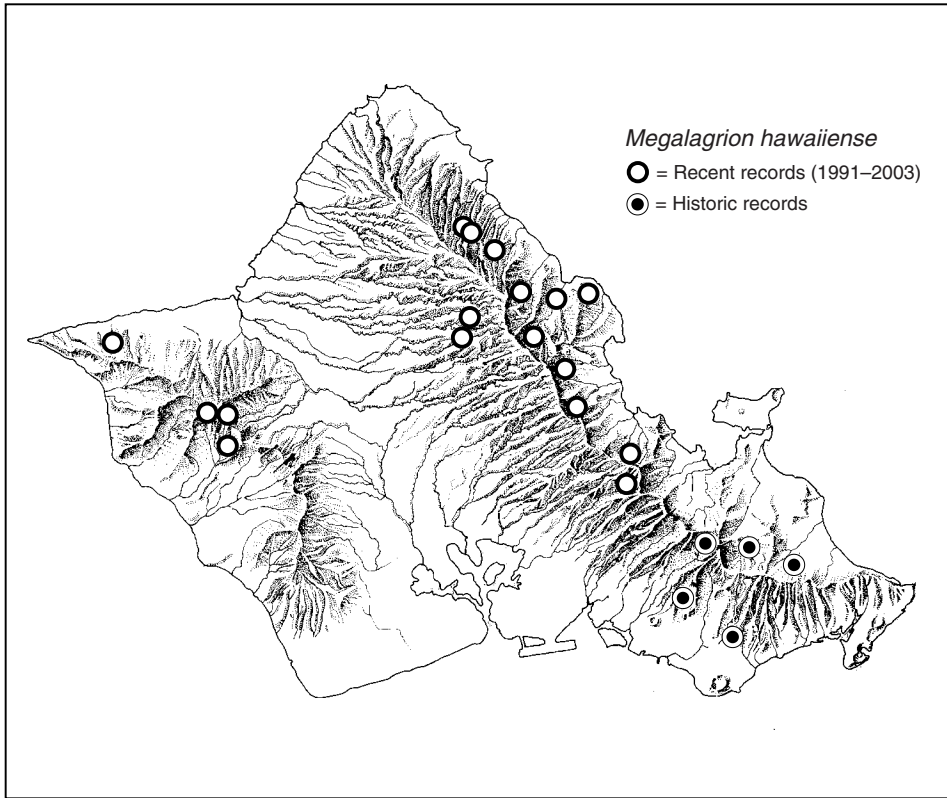 Megalagrion hawaiiense
= Recent records (1991–2003)
= Historic records